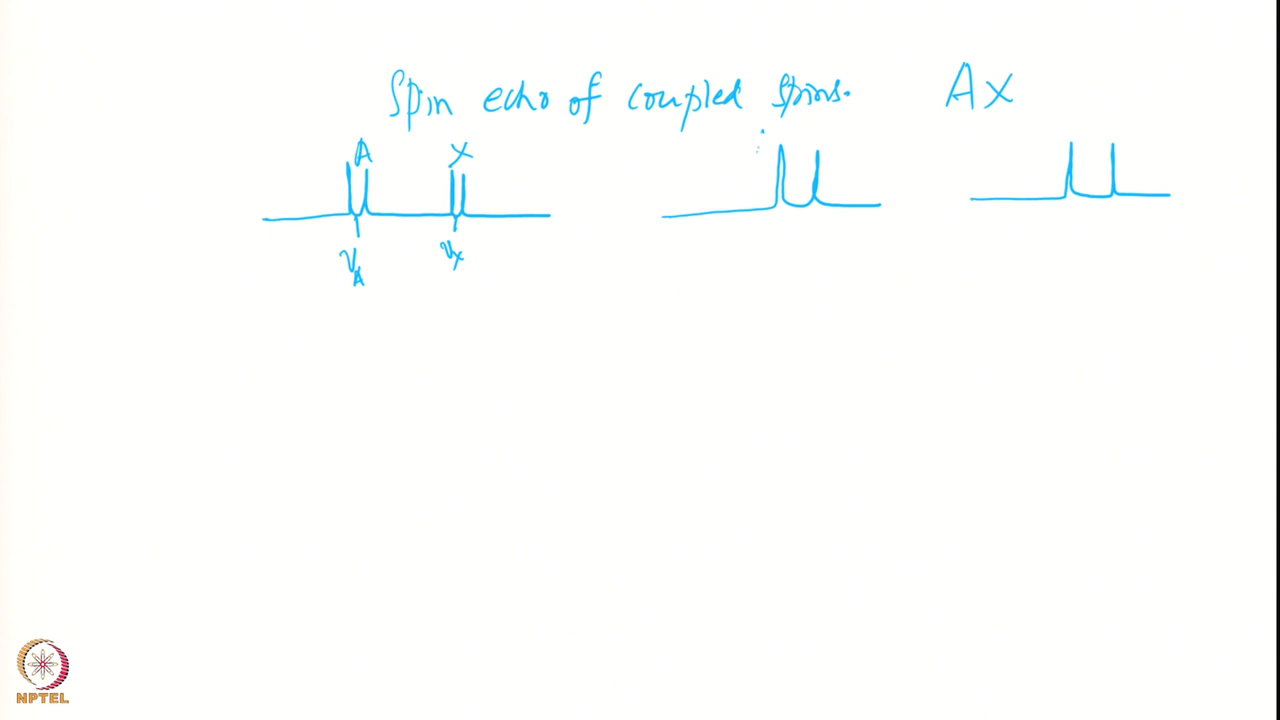 Spin echo of coupled spins. AX
A X
νA νX
NPTEL